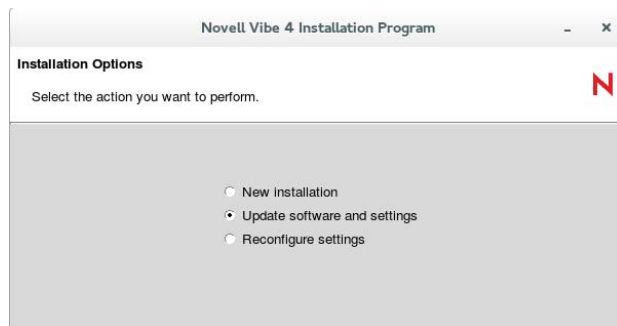 Novell Vibe 4 Installation Program
Installation Options
Select the action you want to perform.
N
New installation
Update software and settings
Reconfigure settings